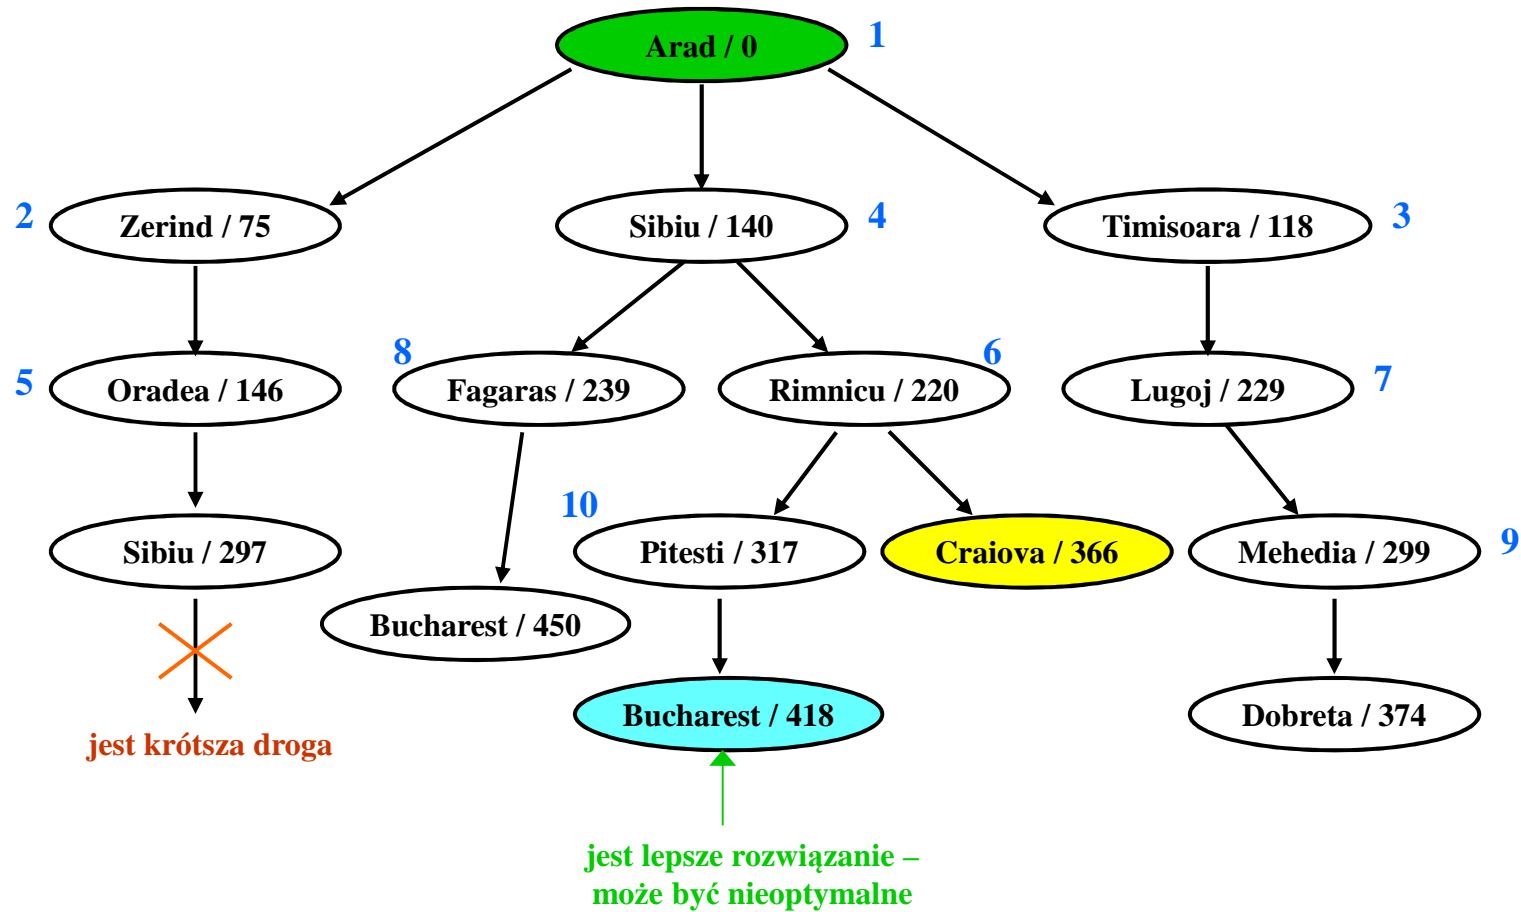 Arad / 0
1
2
Zerind / 75
Sibiu / 140
4
Timisoara / 118
3
5
Oradea / 146
8
Fagaras / 239
6
Rimnicu / 220
Lugoj / 229
7
Sibiu / 297
10
Pitesti / 317
Craiova / 366
Mehedia / 299
9
Bucharest / 450
jest krótsza droga
Bucharest / 418
Dobreta / 374
jest lepsze rozwiązanie –
może być nieoptymalne